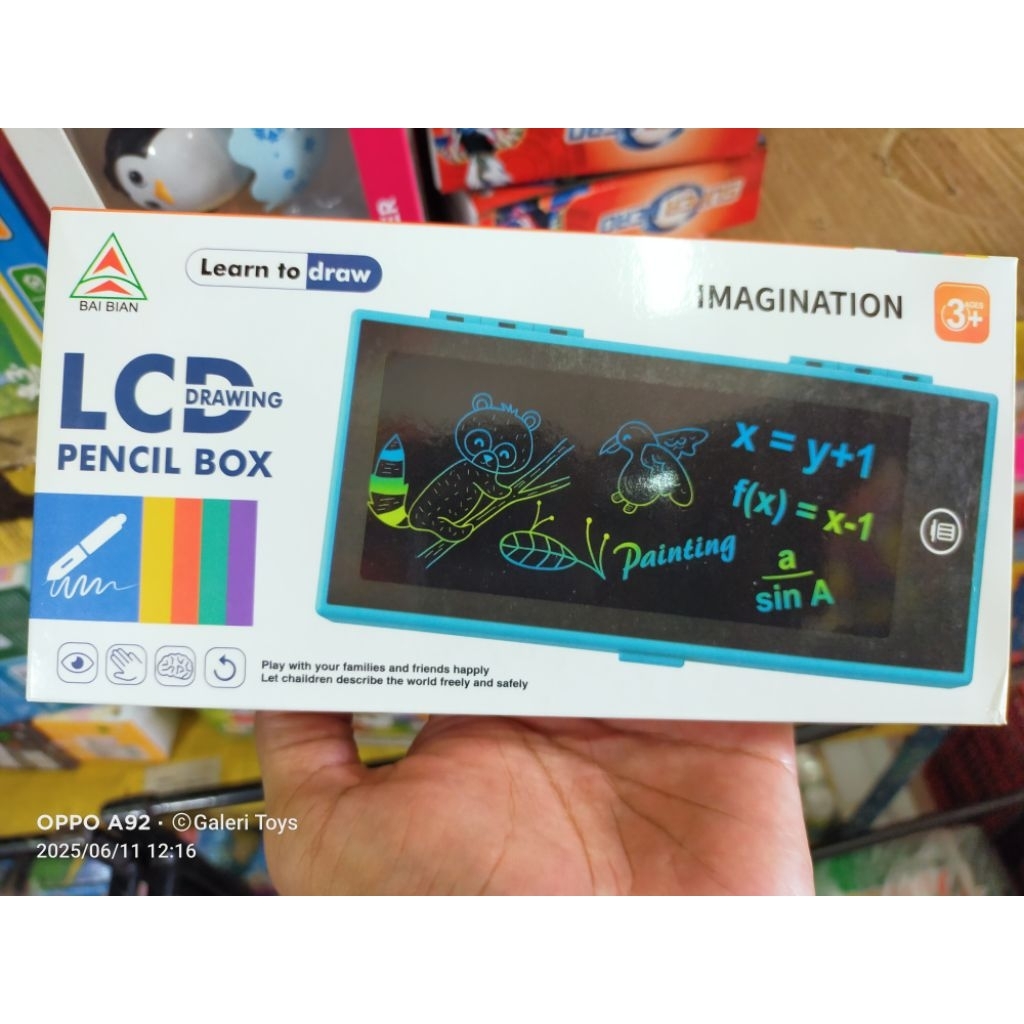 BAI BIAN
Learn to draw
IMAGINATION
3+
AGES
LCD
DRAWING
PENCIL BOX
x = y+1
f(x) = x-1
a
sin A
Painting
Play with your families and friends happly
Let chaildren describe the world freely and safely
OPPO A92 · ©Galeri Toys
2025/06/11 12:16